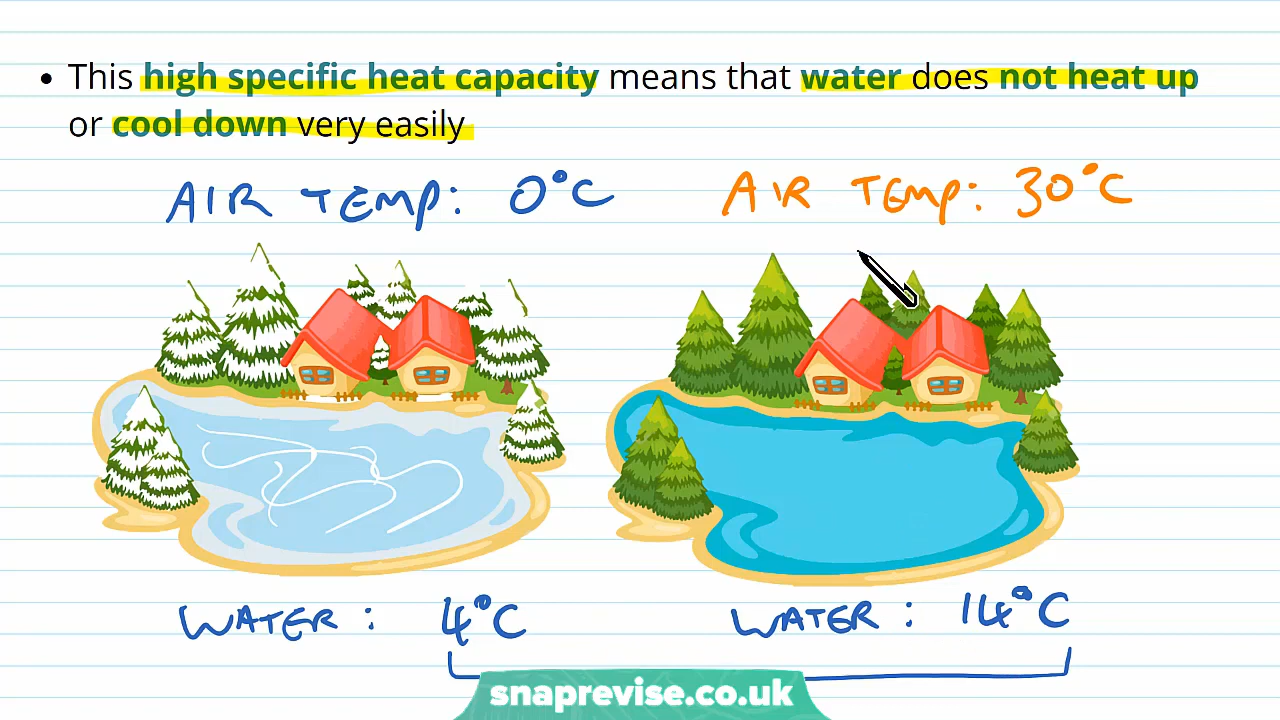 • This high specific heat capacity means that water does not heat up
or cool down very easily
AIR TEMP: 0°C
AIR TEMP: 30°C
WATER: 4°C
WATER: 14°C
snaprevise.co.uk